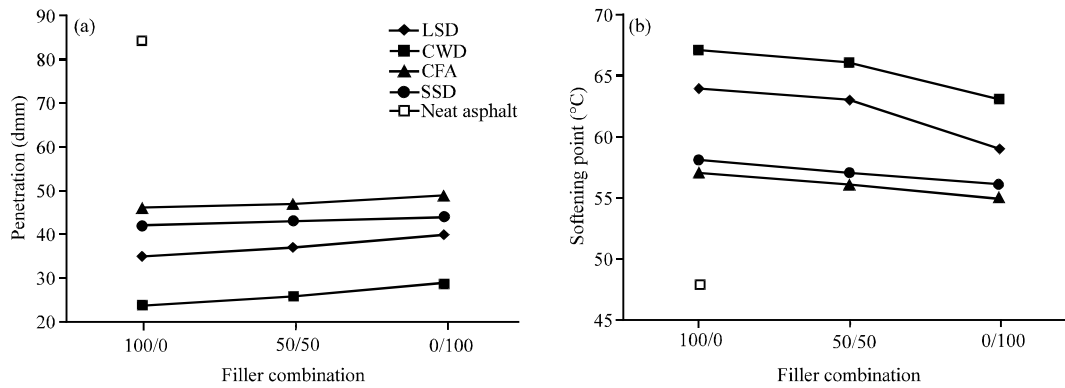 (a)
Penetration (dmm)
90
80
70
60
50
40
30
20
100/0
50/50
0/100
Filler combination
LSD
CWD
CFA
SSD
Neat asphalt
(b)
Softening point (°C)
70
65
60
55
50
45
100/0
50/50
0/100
Filler combination